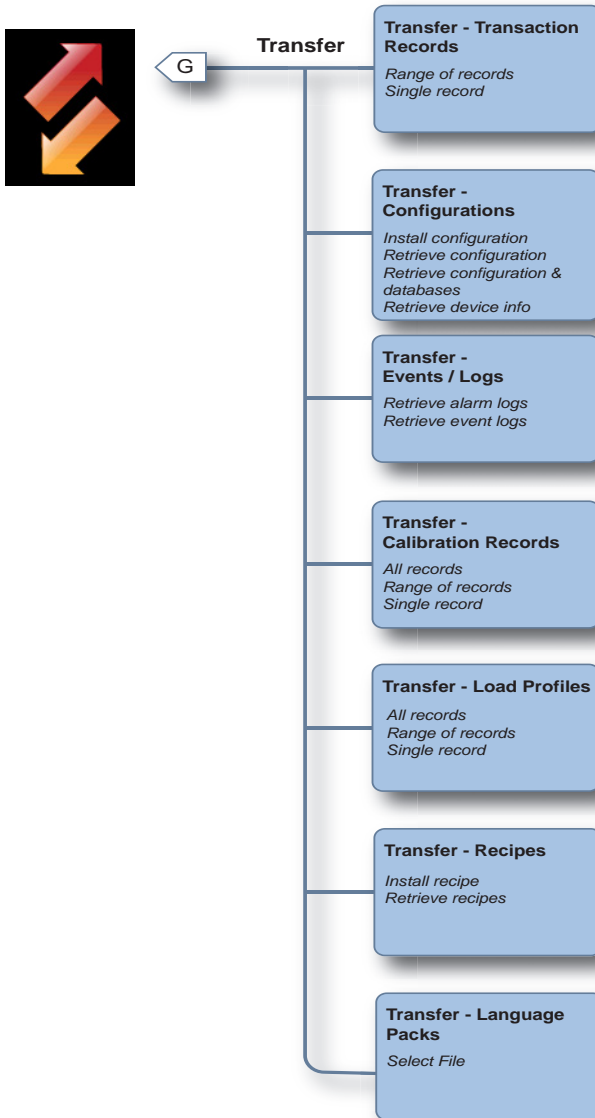 G
Transfer
Transfer - Transaction
Records
Range of records
Single record
Transfer -
Configurations
Install configuration
Retrieve configuration
Retrieve configuration &
databases
Retrieve device info
Transfer -
Events / Logs
Retrieve alarm logs
Retrieve event logs
Transfer -
Calibration Records
All records
Range of records
Single record
Transfer - Load Profiles
All records
Range of records
Single record
Transfer - Recipes
Install recipe
Retrieve recipes
Transfer - Language
Packs
Select File